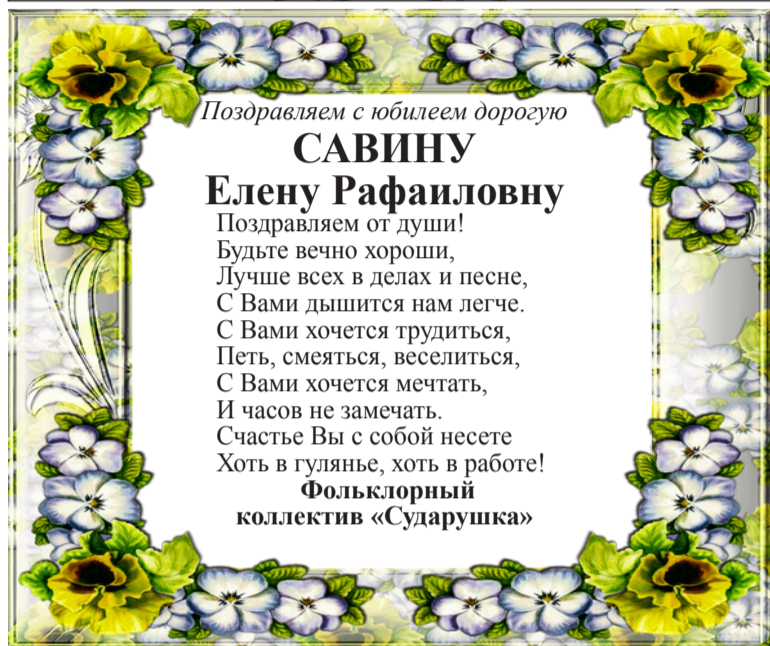 Поздравляем с юбилеем дорогую
САВИНУ
Елену Рафаиловну
Поздравляем от души!
Будьте вечно хороши,
Лучше всех в делах и песне,
С Вами дышится нам легче.
С Вами хочется трудиться,
Петь, смеяться, веселиться,
С Вами хочется мечтать,
И часов не замечать.
Счастье Вы с собой несете
Хоть в гулянье, хоть в работе!
Фольклорный
коллектив «Сударушка»